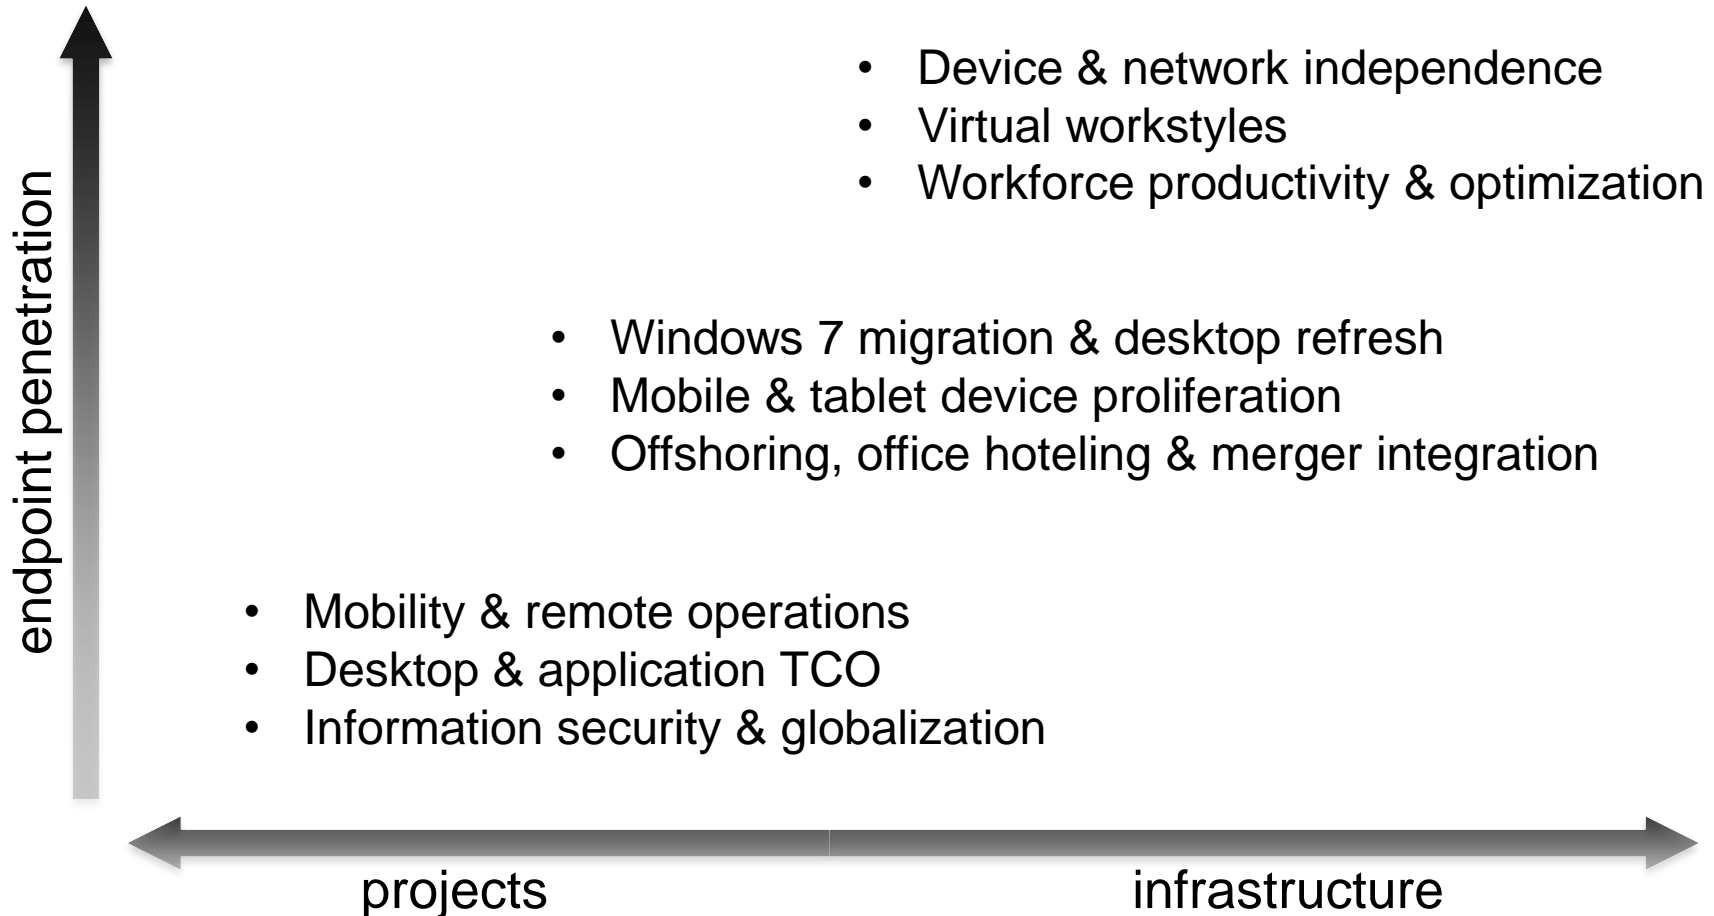 • Device & network independence
• Virtual workstyles
• Workforce productivity & optimization
endpoint penetration
• Windows 7 migration & desktop refresh
• Mobile & tablet device proliferation
• Offshoring, office hoteling & merger integration
• Mobility & remote operations
• Desktop & application TCO
• Information security & globalization
projects
infrastructure